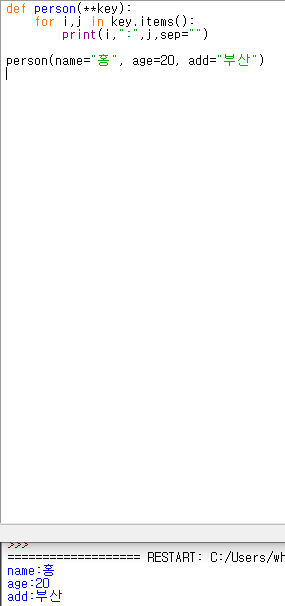 def person(**key):
    for i,j in key.items():
        print(i,":",j,sep="")

person(name="홍", age=20, add="부산")
>>>
=================== RESTART: C:/Users/wh
name:홍
age:20
add:부산